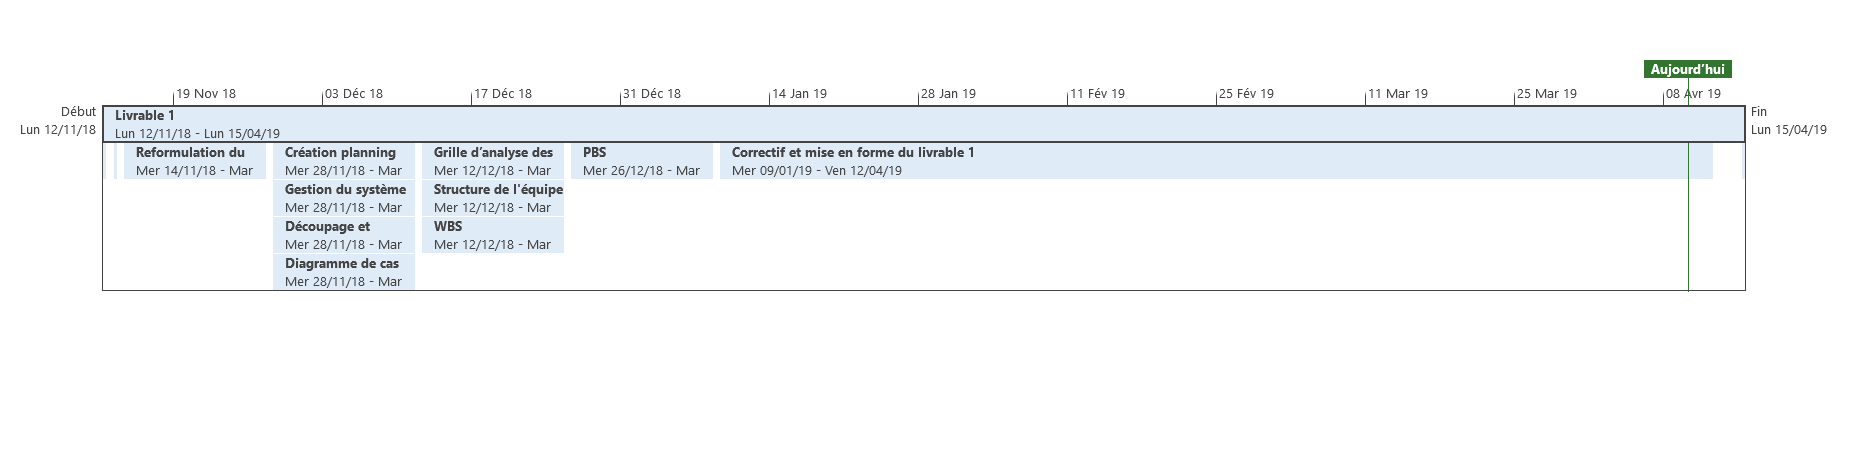 Aujourd'hui
19 Nov 18 03 Déc 18 17 Déc 18 31 Déc 18 14 Jan 19 28 Jan 19 11 Fév 19 25 Fév 19 11 Mar 19 25 Mar 19 08 Avr 19
Début
Lun 12/11/18
Livrable 1
Lun 12/11/18 - Lun 15/04/19
Fin
Lun 15/04/19
Reformulation du
Mer 14/11/18 - Mar
Création planning
Mer 28/11/18 - Mar
Gestion du système
Mer 28/11/18 - Mar
Découpage et
Mer 28/11/18 - Mar
Diagramme de cas
Mer 28/11/18 - Mar
Grille d'analyse des
Mer 12/12/18 - Mar
Structure de l'équipe
Mer 12/12/18 - Mar
WBS
Mer 12/12/18 - Mar
PBS
Mer 26/12/18 - Mar
Correctif et mise en forme du livrable 1
Mer 09/01/19 - Ven 12/04/19